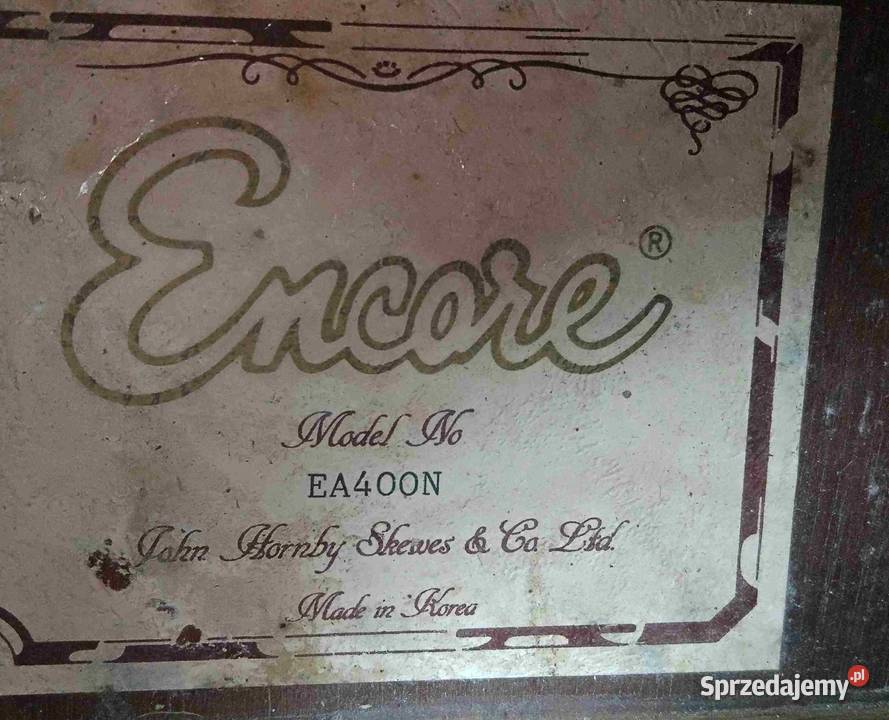 Encore®
Model No
EA400N
John Hornby Skewes & Co Ltd.
Made in Korea
Sprzedajemy.pl